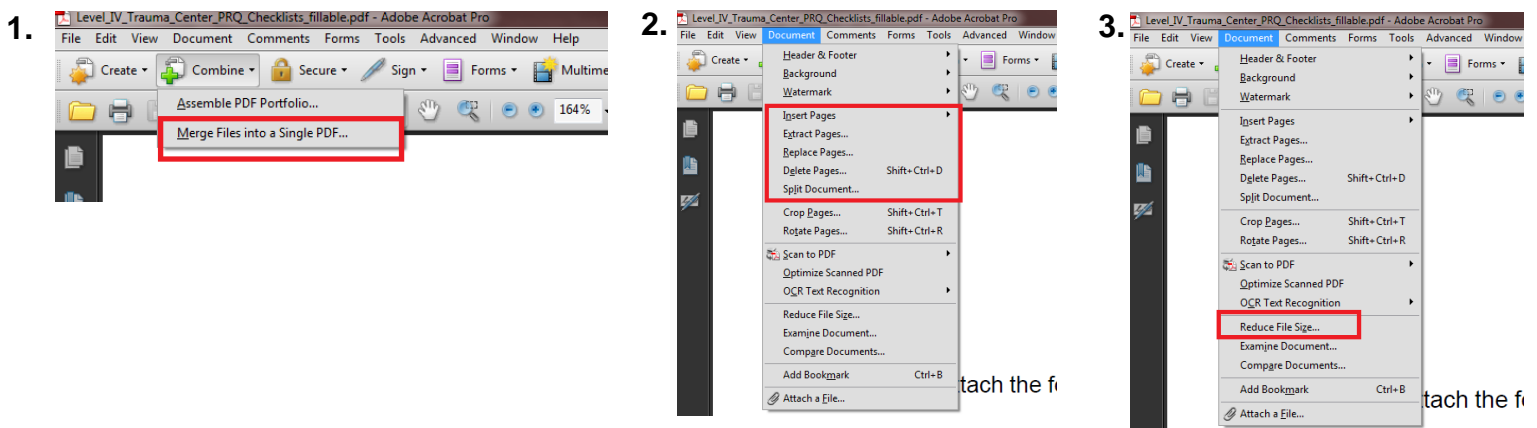 1.
Level_IV_Trauma_Center_PRQ_Checklists_fillable.pdf - Adobe Acrobat Pro
File Edit View Document Comments Forms Tools Advanced Window Help
Create Combine Secure Sign Forms Multime
Assemble PDF Portfolio...
164%
Merge Files into a Single PDF...
2.
Level_IV_Trauma_Center_PRQ_Checklists_fillable.pdf - Adobe Acrobat Pro
File Edit View Document Comments Forms Tools Advanced Window
Create Forms
Header & Footer
Background
Watermark
Insert Pages
Extract Pages...
Replace Pages...
Delete Pages... Shift+Ctrl+D
Split Document...
Crop Pages... Shift+Ctrl+T
Rotate Pages... Shift+Ctrl+R
Scan to PDF
Optimize Scanned PDF
OCR Text Recognition
Reduce File Size...
Examine Document...
Compare Documents...
Add Bookmark Ctrl+B
Attach a File...
tach the f
3.
Level_IV_Trauma_Center_PRQ_Checklists_fillable.pdf - Adobe Acrobat Pro
File Edit View Document Comments Forms Tools Advanced Window
Create Forms
Header & Footer
Background
Watermark
Insert Pages
Extract Pages...
Replace Pages...
Delete Pages... Shift+Ctrl+D
Split Document...
Crop Pages... Shift+Ctrl+T
Rotate Pages... Shift+Ctrl+R
Scan to PDF
Optimize Scanned PDF
OCR Text Recognition
Reduce File Size...
Examine Document...
Compare Documents...
Add Bookmark Ctrl+B
Attach a File...
tach the f